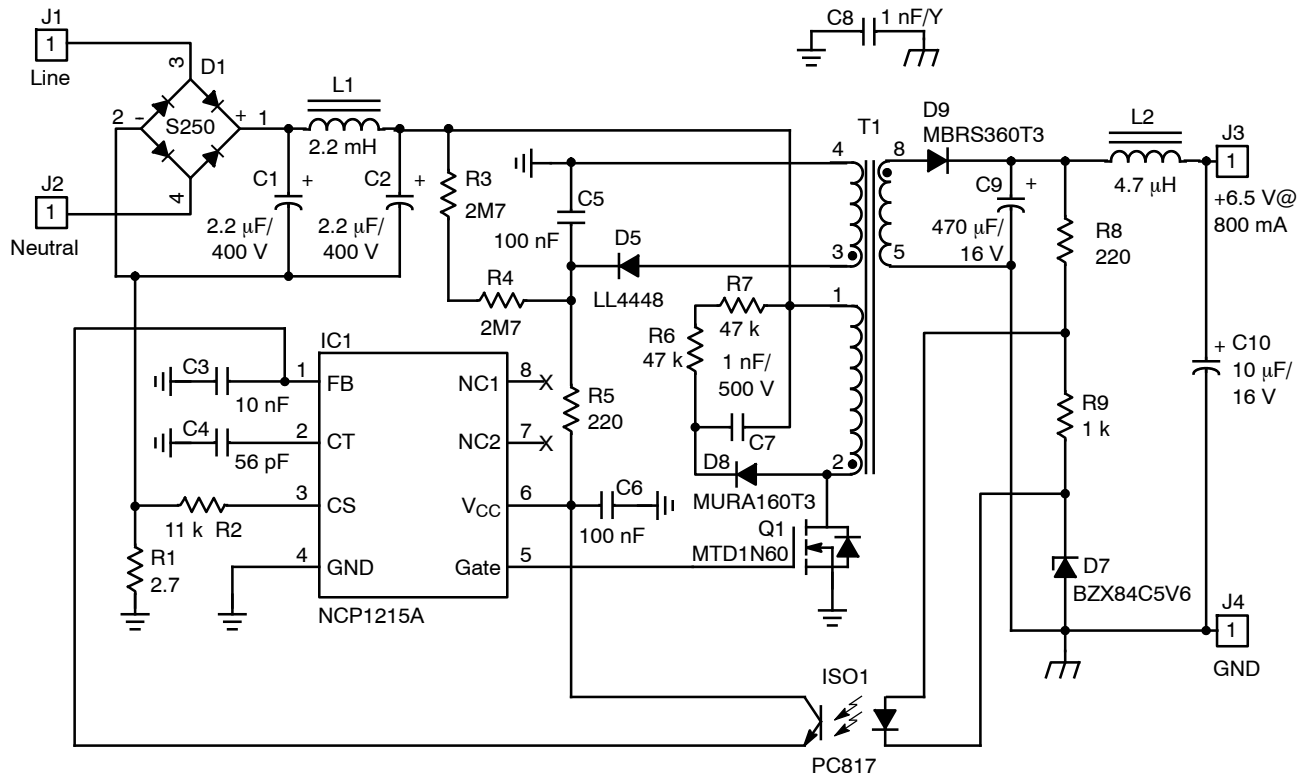 J1
1
Line
3
D1
2
–
S250
+
1
4
J2
1
Neutral
L1
2.2 mH
C1
+
2.2 μF/
400 V
C2
+
2.2 μF/
400 V
R3
2M7
R4
2M7
C5
100 nF
D5
LL4448
C8
1 nF/Y
T1
4
3
8
5
1
2
D9
MBRS360T3
C9
+
470 μF/
16 V
L2
4.7 μH
J3
1
+6.5 V@
800 mA
R8
220
R7
47 k
R6
47 k
1 nF/
500 V
C7
D8
MURA160T3
Q1
MTD1N60
R9
1 k
+
C10
10 μF/
16 V
D7
BZX84C5V6
J4
1
GND
IC1
C3
10 nF
1
FB
C4
56 pF
2
CT
11 k R2
3
CS
4
GND
NC1
8
X
NC2
7
X
VCC
6
Gate
5
NCP1215A
R1
2.7
R5
220
C6
100 nF
ISO1
PC817